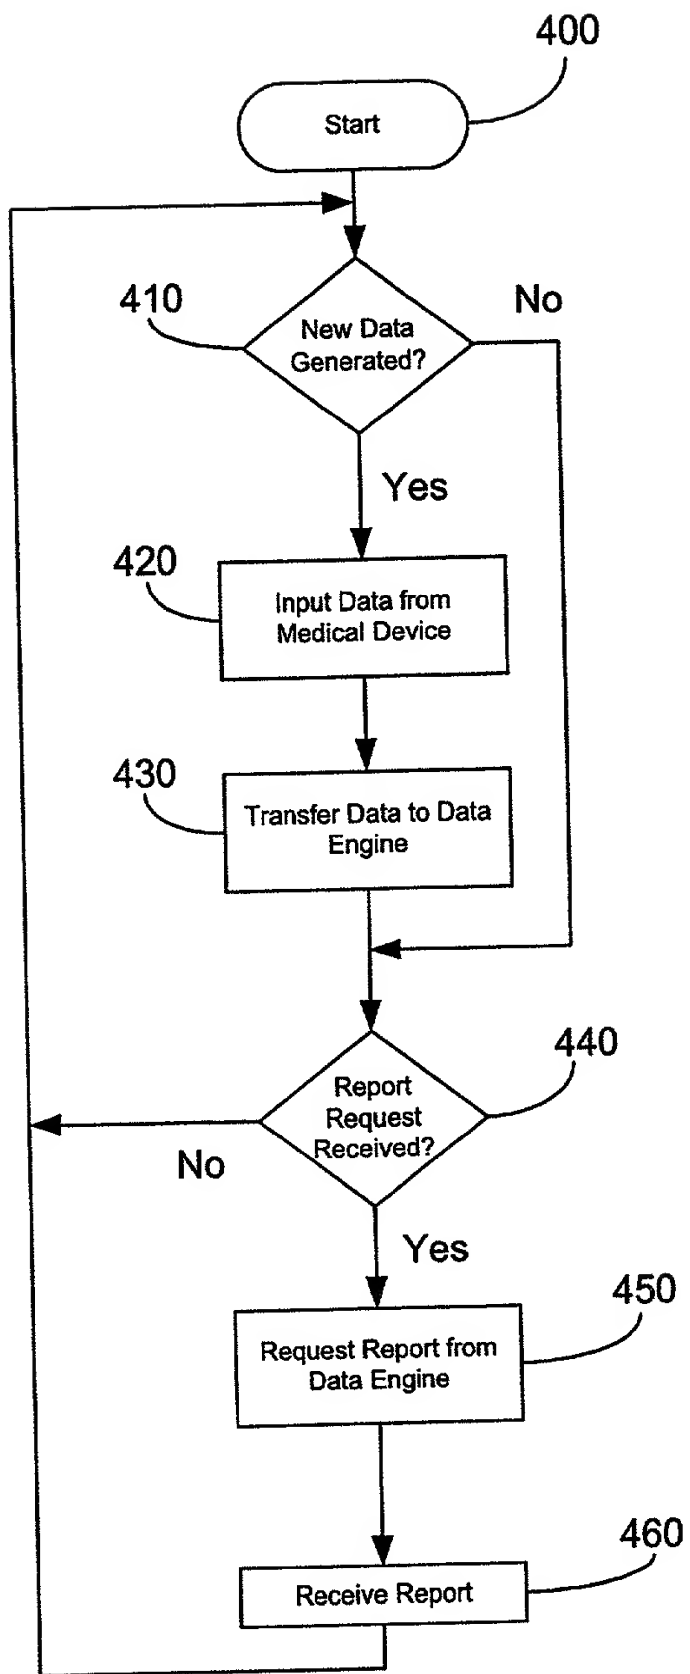 400
Start
410
No
New Data
Generated?
Yes
420
Input Data from
Medical Device
430
Transfer Data to Data
Engine
440
Report
Request
Received?
No
Yes
450
Request Report from
Data Engine
460
Receive Report